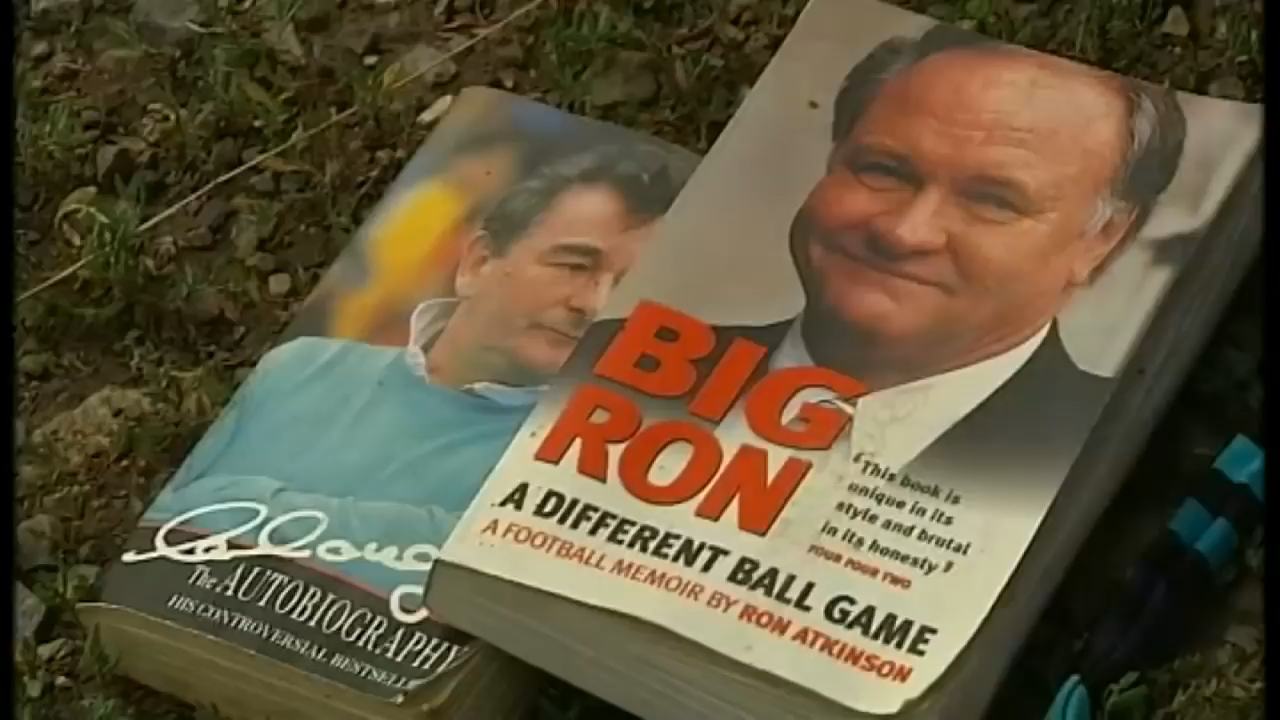 BIG
RON
"This book is
unique in its
style and brutal
in its honesty"
FOUR FOUR TWO
A DIFFERENT BALL GAME
A FOOTBALL MEMOIR BY RON ATKINSON
The AUTOBIOGRAPHY
HIS CONTROVERSIAL